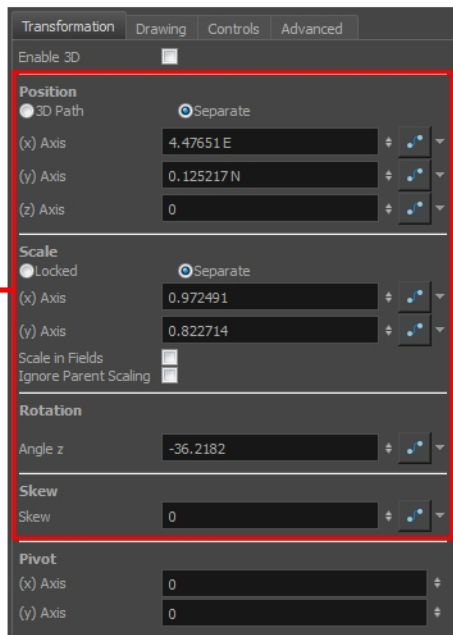 Transformation Drawing Controls Advanced
Enable 3D
Position
3D Path Separate
(x) Axis 4.47651 E
(y) Axis 0.125217 N
(z) Axis 0
Scale
Locked Separate
(x) Axis 0.972491
(y) Axis 0.822714
Scale in Fields
Ignore Parent Scaling
Rotation
Angle z -36.2182
Skew
Skew 0
Pivot
(x) Axis 0
(y) Axis 0